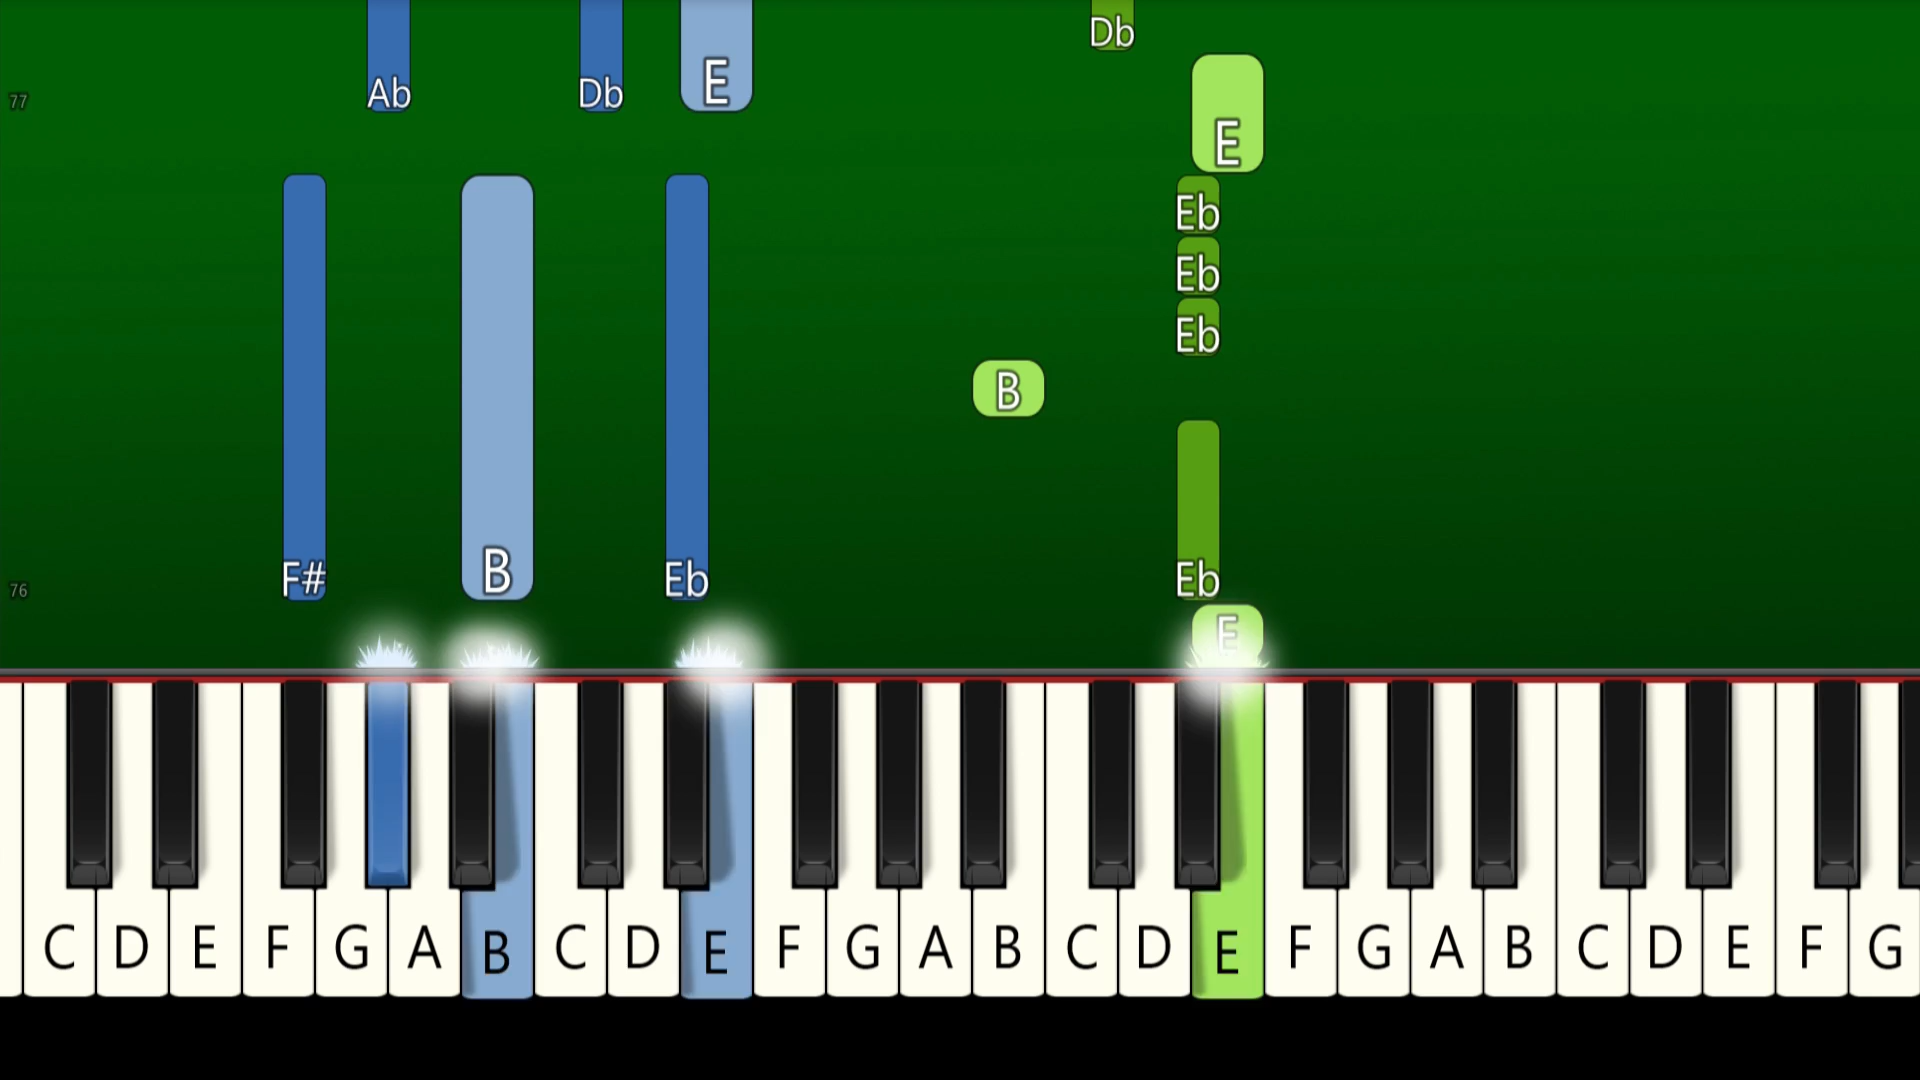 Db
Ab Db E
77
E
Eb
Eb
Eb
B
F# B Eb Eb
76
E
C D E F G A B C D E F G A B C D E F G A B C D E F G